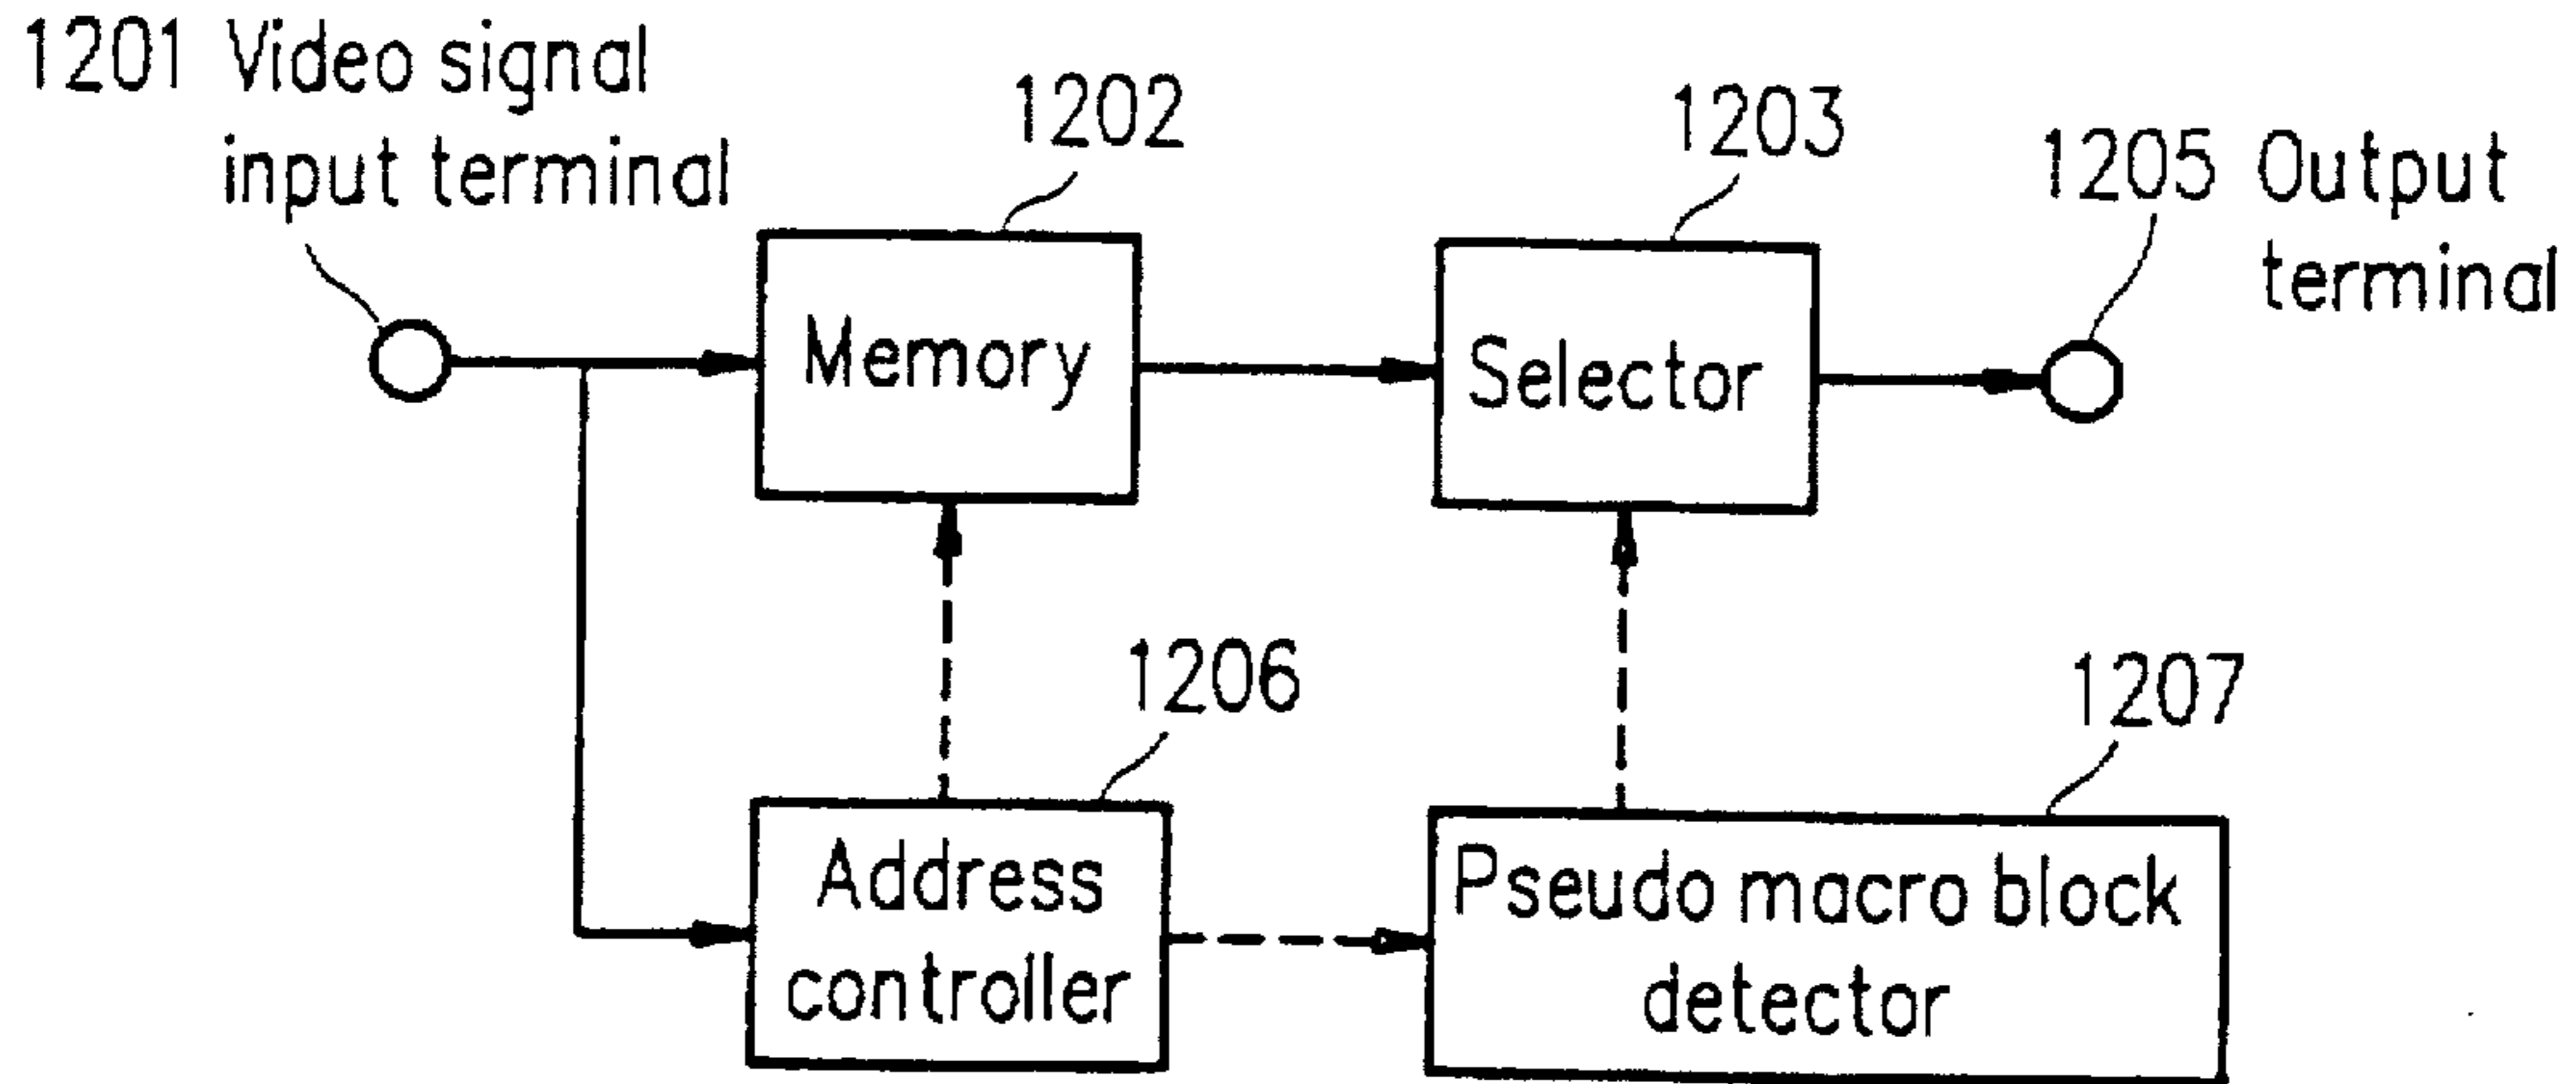 1201 Video signal
input terminal
1202
1203
1205 Output
terminal
Memory
Selector
1206
1207
Address
controller
Pseudo macro block
detector